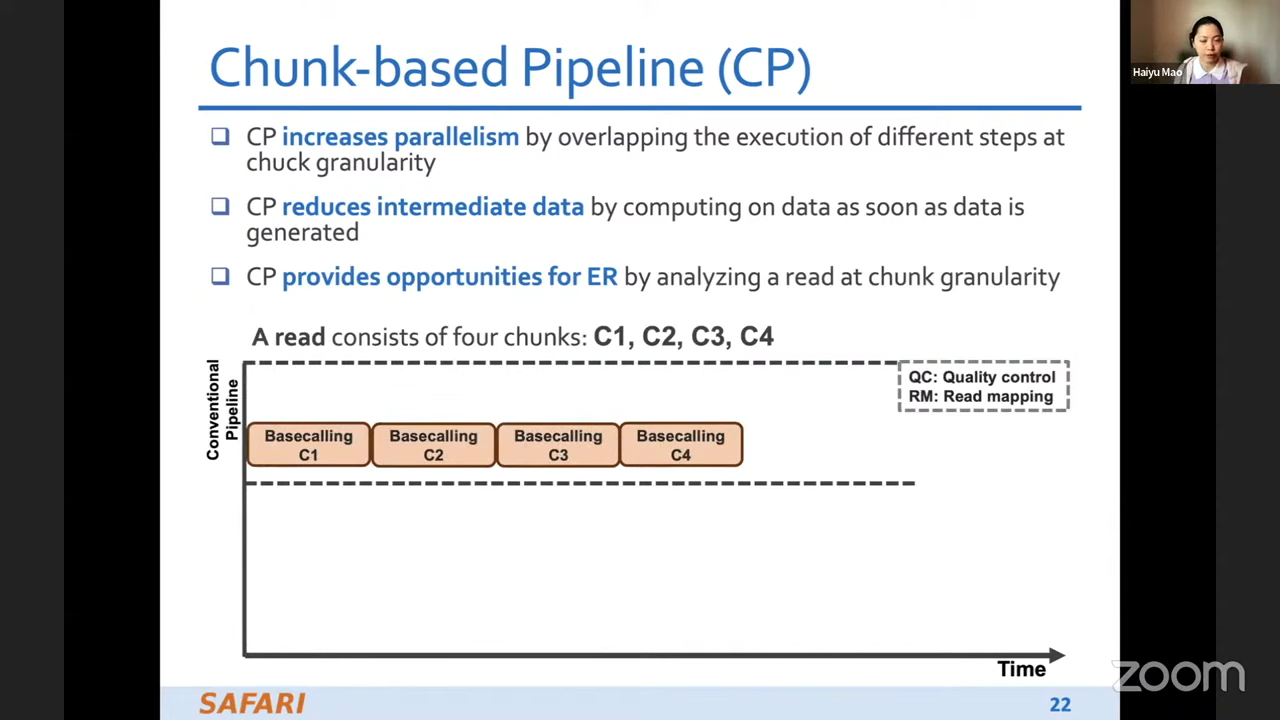 Chunk-based Pipeline (CP)
Haiyu Mao
CP increases parallelism by overlapping the execution of different steps at
chuck granularity
CP reduces intermediate data by computing on data as soon as data is
generated
CP provides opportunities for ER by analyzing a read at chunk granularity
A read consists of four chunks: C1, C2, C3, C4
Conventional
Pipeline
QC: Quality control
RM: Read mapping
Basecalling
C1
Basecalling
C2
Basecalling
C3
Basecalling
C4
Time
zoom
SAFARI
22